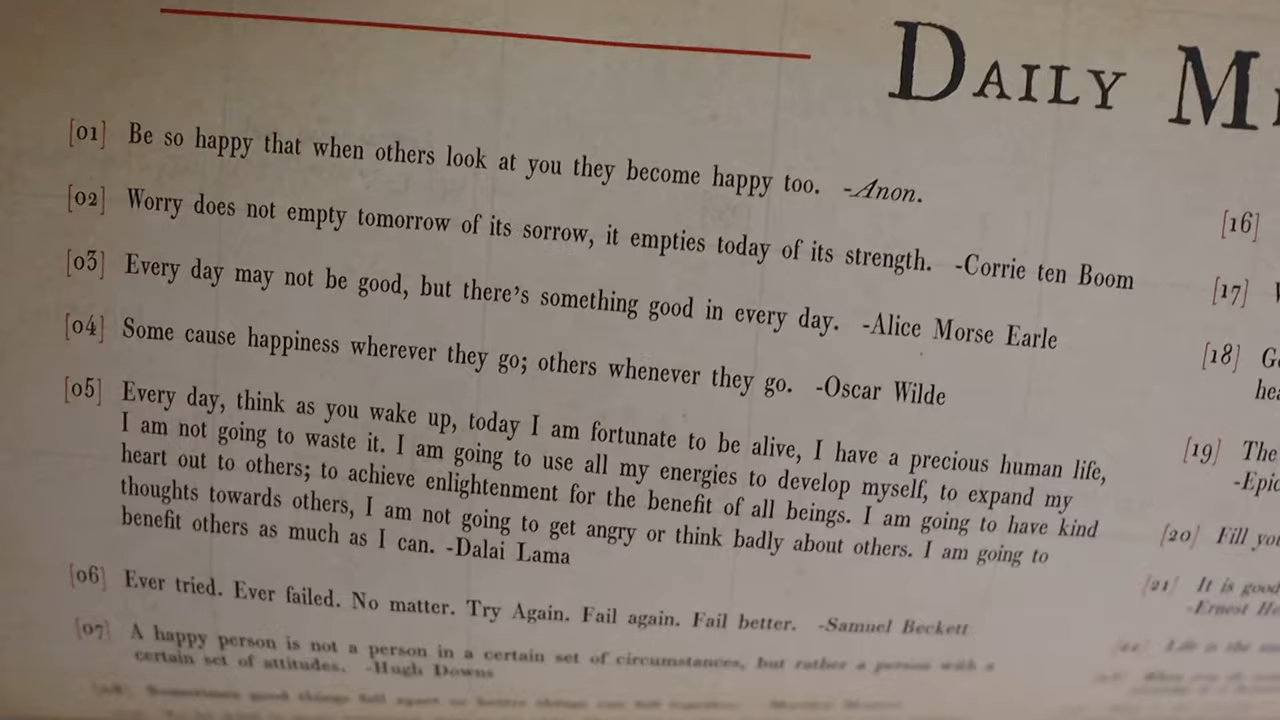 DAILY M
[01] Be so happy that when others look at you they become happy too. -Anon.
[02] Worry does not empty tomorrow of its sorrow, it empties today of its strength. -Corrie ten Boom
[03] Every day may not be good, but there's something good in every day. -Alice Morse Earle
[04] Some cause happiness wherever they go; others whenever they go. -Oscar Wilde
[05] Every day, think as you wake up, today I am fortunate to be alive, I have a precious human life,
I am not going to waste it. I am going to use all my energies to develop myself, to expand my
heart out to others; to achieve enlightenment for the benefit of all beings. I am going to have kind
thoughts towards others, I am not going to get angry or think badly about others. I am going to
benefit others as much as I can. -Dalai Lama
[06] Ever tried. Ever failed. No matter. Try Again. Fail again. Fail better. -Samuel Beckett
[07] A happy person is not a person in a certain set of circumstances, but rather a person with a
certain set of attitudes. -Hugh Downs
[16]
[17]
[18] G
hea
[19] The
-Epic
[20] Fill yo
[21] It is good
-Ernest He